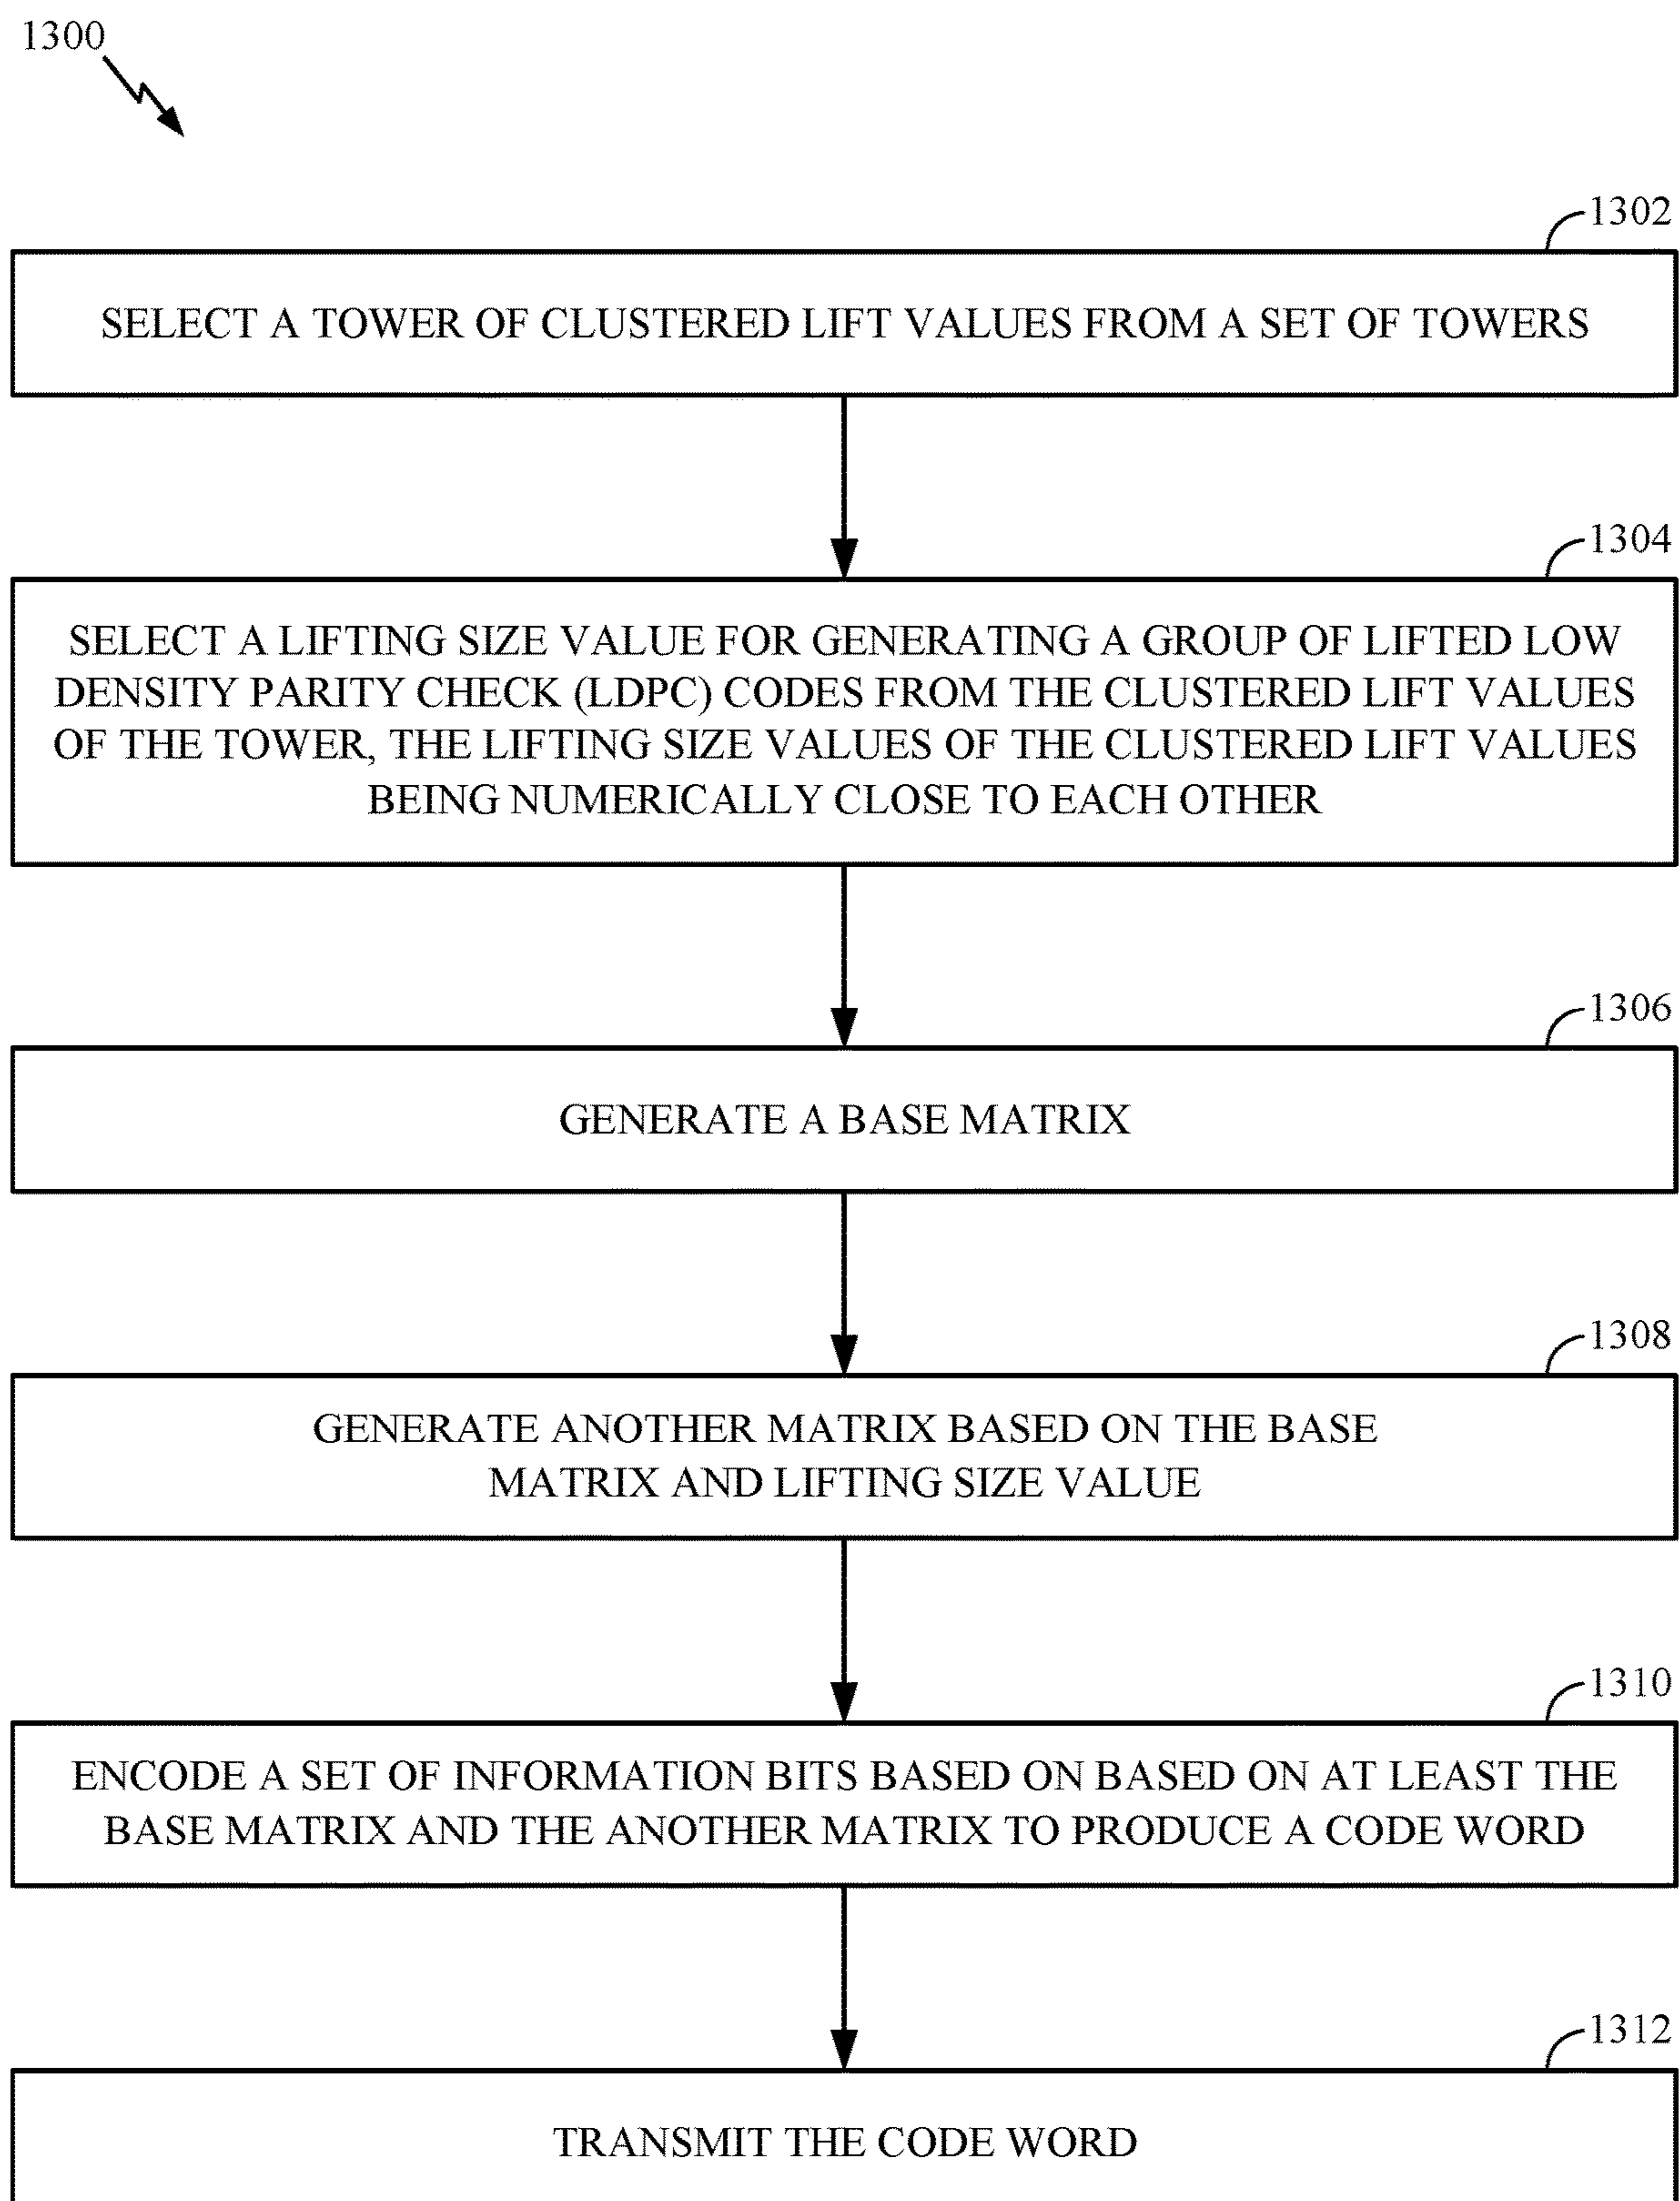 1300
1302
SELECT A TOWER OF CLUSTERED LIFT VALUES FROM A SET OF TOWERS
1304
SELECT A LIFTING SIZE VALUE FOR GENERATING A GROUP OF LIFTED LOW
DENSITY PARITY CHECK (LDPC) CODES FROM THE CLUSTERED LIFT VALUES
OF THE TOWER, THE LIFTING SIZE VALUES OF THE CLUSTERED LIFT VALUES
BEING NUMERICALLY CLOSE TO EACH OTHER
1306
GENERATE A BASE MATRIX
1308
GENERATE ANOTHER MATRIX BASED ON THE BASE
MATRIX AND LIFTING SIZE VALUE
1310
ENCODE A SET OF INFORMATION BITS BASED ON BASED ON AT LEAST THE
BASE MATRIX AND THE ANOTHER MATRIX TO PRODUCE A CODE WORD
1312
TRANSMIT THE CODE WORD